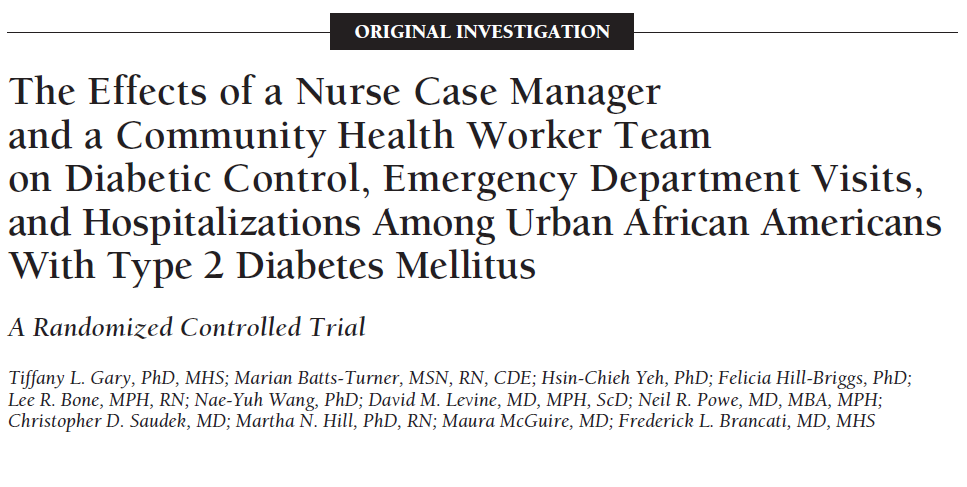 ORIGINAL INVESTIGATION
The Effects of a Nurse Case Manager
and a Community Health Worker Team
on Diabetic Control, Emergency Department Visits,
and Hospitalizations Among Urban African Americans
With Type 2 Diabetes Mellitus
A Randomized Controlled Trial
Tiffany L. Gary, PhD, MHS; Marian Batts-Turner, MSN, RN, CDE; Hsin-Chieh Yeh, PhD; Felicia Hill-Briggs, PhD;
Lee R. Bone, MPH, RN; Nae-Yuh Wang, PhD; David M. Levine, MD, MPH, ScD; Neil R. Powe, MD, MBA, MPH;
Christopher D. Saudek, MD; Martha N. Hill, PhD, RN; Maura McGuire, MD; Frederick L. Brancati, MD, MHS